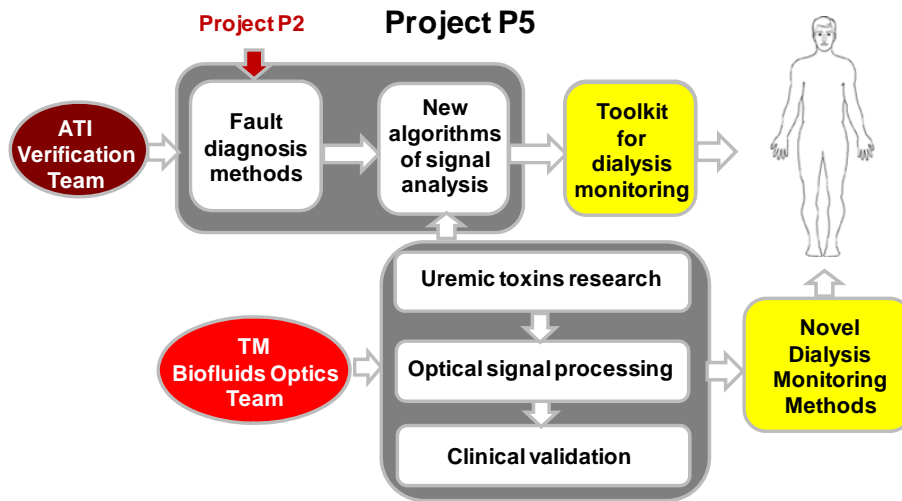 Project P2
Project P5
ATI
Verification
Team
Fault
diagnosis
methods
New
algorithms
of signal
analysis
Toolkit
for
dialysis
monitoring
Uremic toxins research
TM
Biofluids Optics
Team
Optical signal processing
Clinical validation
Novel
Dialysis
Monitoring
Methods